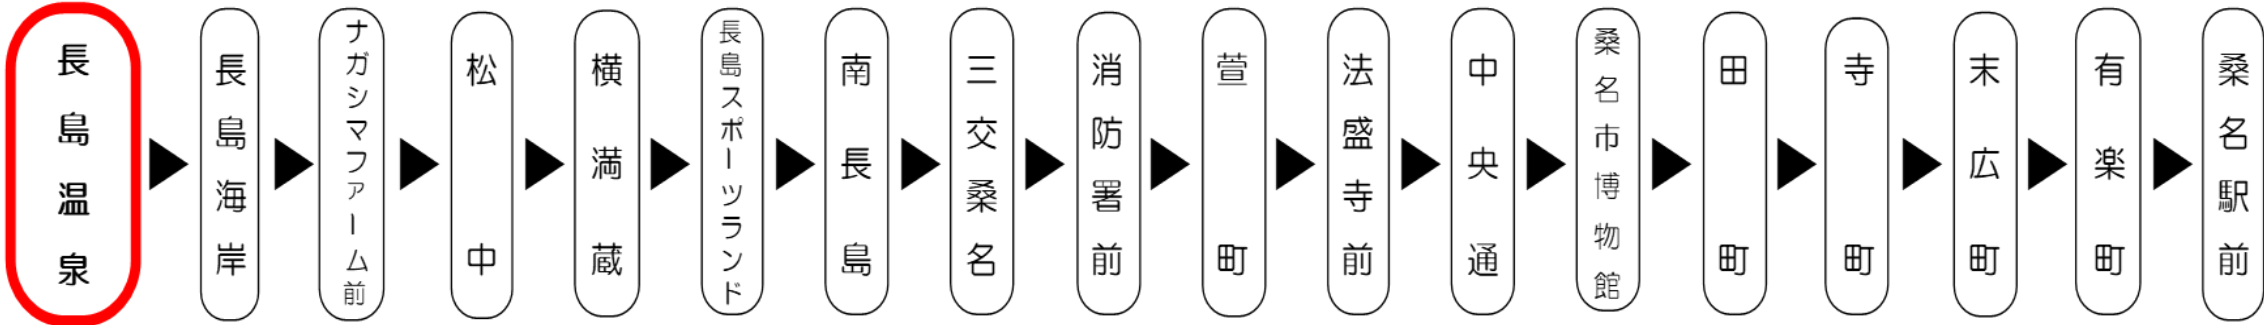 長島温泉
長島海岸
ナガシマファーム前
松中
横満蔵
長島スポーツランド
南長島
三交桑名
消防署前
萱町
法盛寺前
中央通
桑名市博物館
田町
寺町
末広町
有楽町
桑名駅前